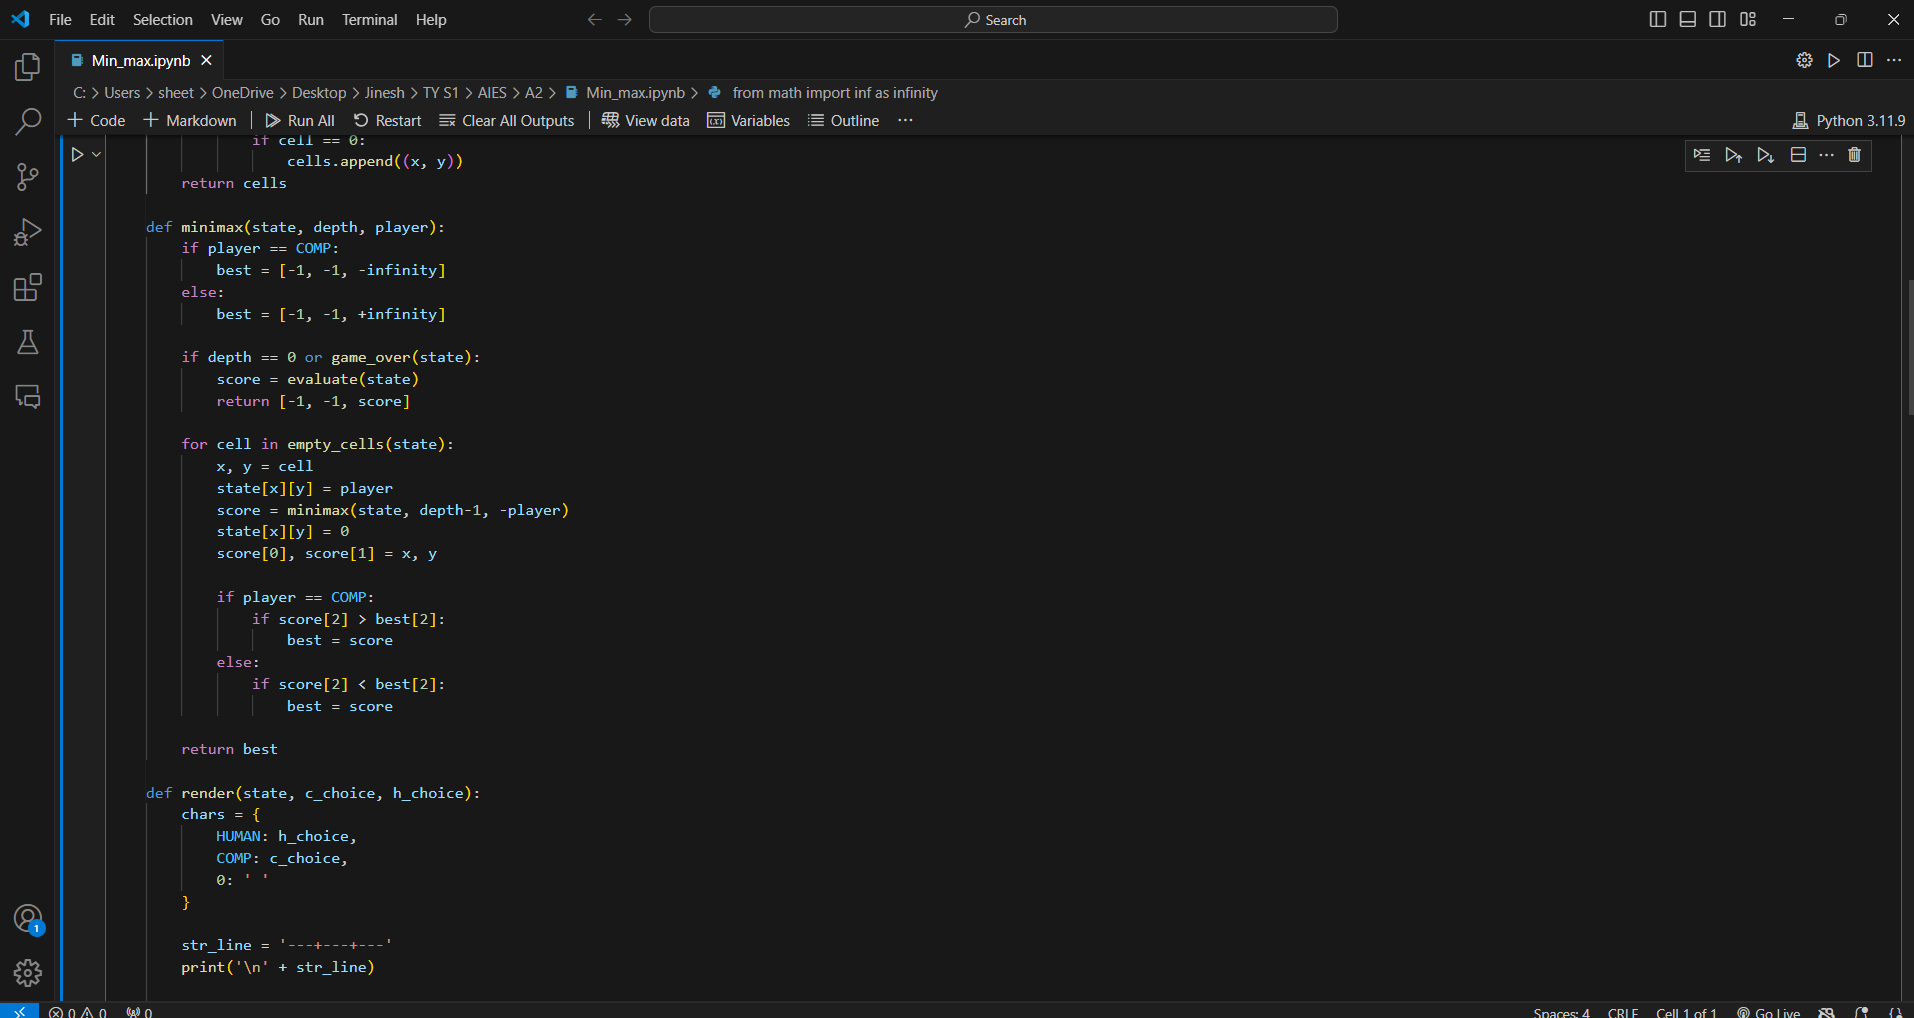 File Edit Selection View Go Run Terminal Help
Search
Min_max.ipynb
C: > Users > sheet > OneDrive > Desktop > Jinesh > TY S1 > AIES > A2 > Min_max.ipynb > from math import inf as infinity
+ Code + Markdown | Run All Restart Clear All Outputs | View data Variables Outline ...
Python 3.11.9
            if cell == 0:
                cells.append((x, y))
    return cells
def minimax(state, depth, player):
    if player == COMP:
        best = [-1, -1, -infinity]
    else:
        best = [-1, -1, +infinity]
    if depth == 0 or game_over(state):
        score = evaluate(state)
        return [-1, -1, score]
    for cell in empty_cells(state):
        x, y = cell
        state[x][y] = player
        score = minimax(state, depth-1, -player)
        state[x][y] = 0
        score[0], score[1] = x, y
        if player == COMP:
            if score[2] > best[2]:
                best = score
        else:
            if score[2] < best[2]:
                best = score
    return best
def render(state, c_choice, h_choice):
    chars = {
        HUMAN: h_choice,
        COMP: c_choice,
        0: ' '
    }
    str_line = '---+---+---'
    print('\n' + str_line)
1
0 0 0
Spaces: 4 CRLF Cell 1 of 1 Go Live